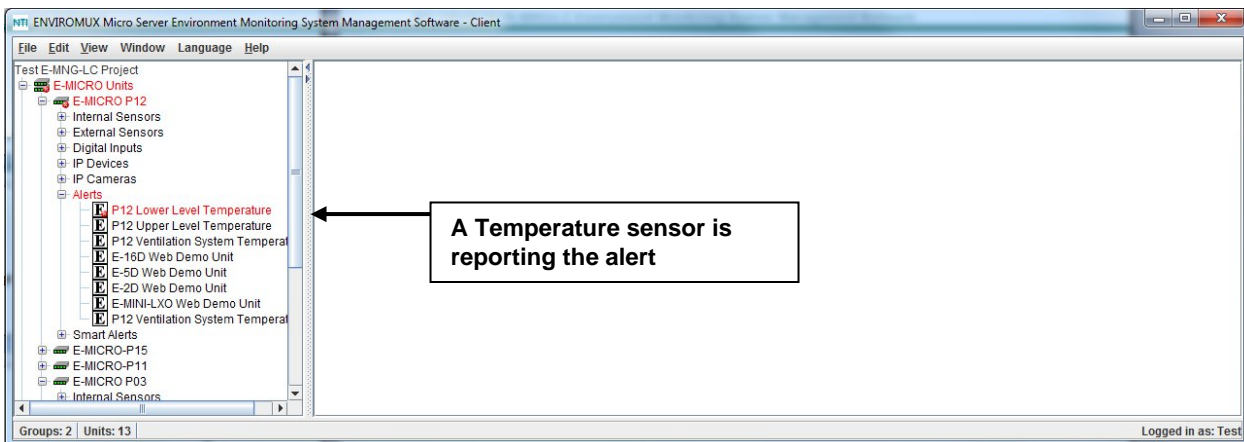 NTI ENVIROMUX Micro Server Environment Monitoring System Management Software - Client
File Edit View Window Language Help
Test E-MNG-LC Project
E-MICRO Units
E-MICRO P12
Internal Sensors
External Sensors
Digital Inputs
IP Devices
IP Cameras
Alerts
E P12 Lower Level Temperature
E P12 Upper Level Temperature
E P12 Ventilation System Temperat
E E-16D Web Demo Unit
E E-5D Web Demo Unit
E E-2D Web Demo Unit
E E-MINI-LXO Web Demo Unit
E P12 Ventilation System Temperat
Smart Alerts
E-MICRO-P15
E-MICRO-P11
E-MICRO P03
Internal Sensors
A Temperature sensor is
reporting the alert
Groups: 2 Units: 13 Logged in as: Test